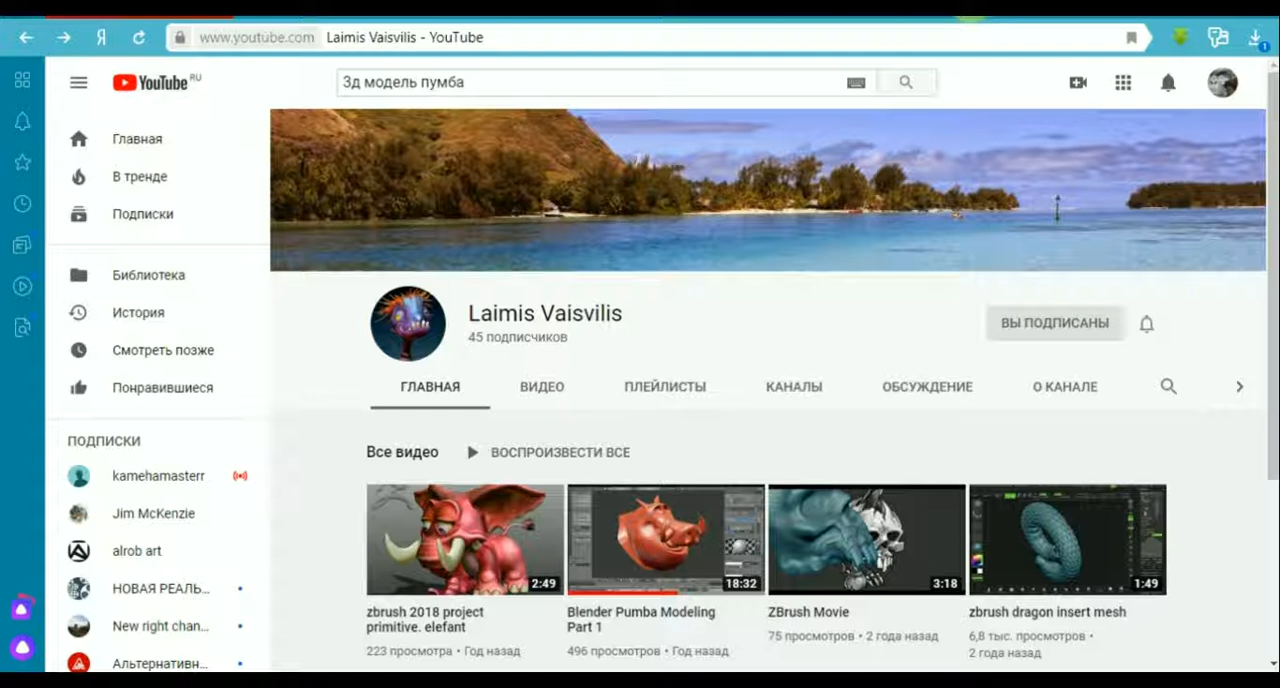 www.youtube.com Laimis Vaisvilis - YouTube
1
YouTube RU
3д модель пумба
Главная
В тренде
Подписки
Библиотека
История
Смотреть позже
Понравившиеся
ПОДПИСКИ
kamehamasterr
Jim McKenzie
alrob art
НОВАЯ РЕАЛЬ...
New right chan...
Альтернативн...
Laimis Vaisvilis
45 подписчиков
ВЫ ПОДПИСАНЫ
ГЛАВНАЯ ВИДЕО ПЛЕЙЛИСТЫ КАНАЛЫ ОБСУЖДЕНИЕ О КАНАЛЕ
Все видео ВОСПРОИЗВЕСТИ ВСЕ
2:49
zbrush 2018 project
primitive. elefant
223 просмотра • Год назад
18:32
Blender Pumba Modeling
Part 1
496 просмотров • Год назад
3:18
ZBrush Movie
75 просмотров • 2 года назад
1:49
zbrush dragon insert mesh
6,8 тыс. просмотров •
2 года назад